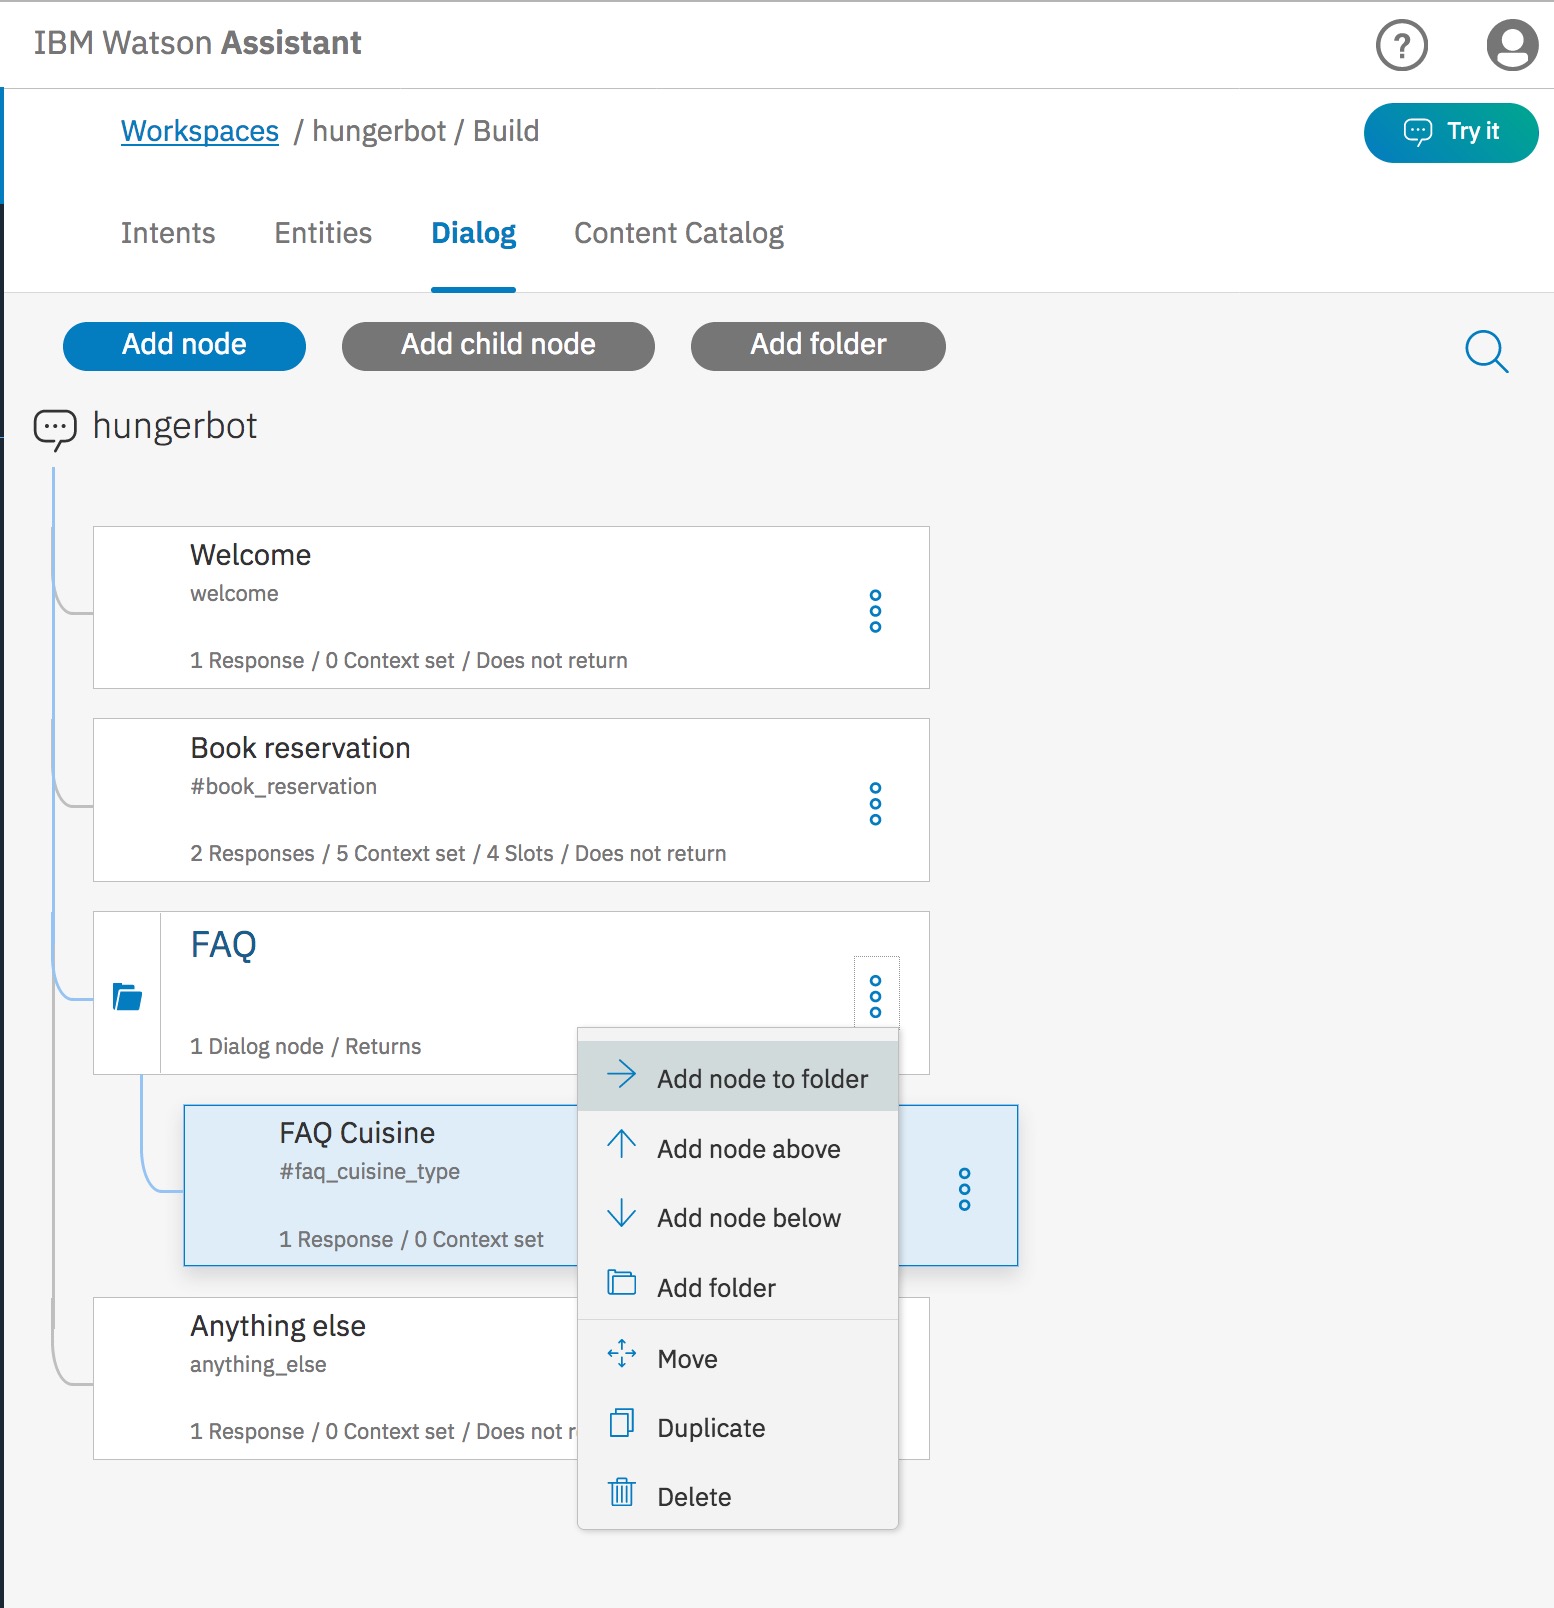 IBM Watson Assistant
?
Workspaces / hungerbot / Build
Try it
Intents Entities Dialog Content Catalog
Add node Add child node Add folder
hungerbot
Welcome
welcome
1 Response / 0 Context set / Does not return
Book reservation
#book_reservation
2 Responses / 5 Context set / 4 Slots / Does not return
FAQ
1 Dialog node / Returns
Add node to folder
Add node above
Add node below
Add folder
Move
Duplicate
Delete
FAQ Cuisine
#faq_cuisine_type
1 Response / 0 Context set
Anything else
anything_else
1 Response / 0 Context set / Does not r